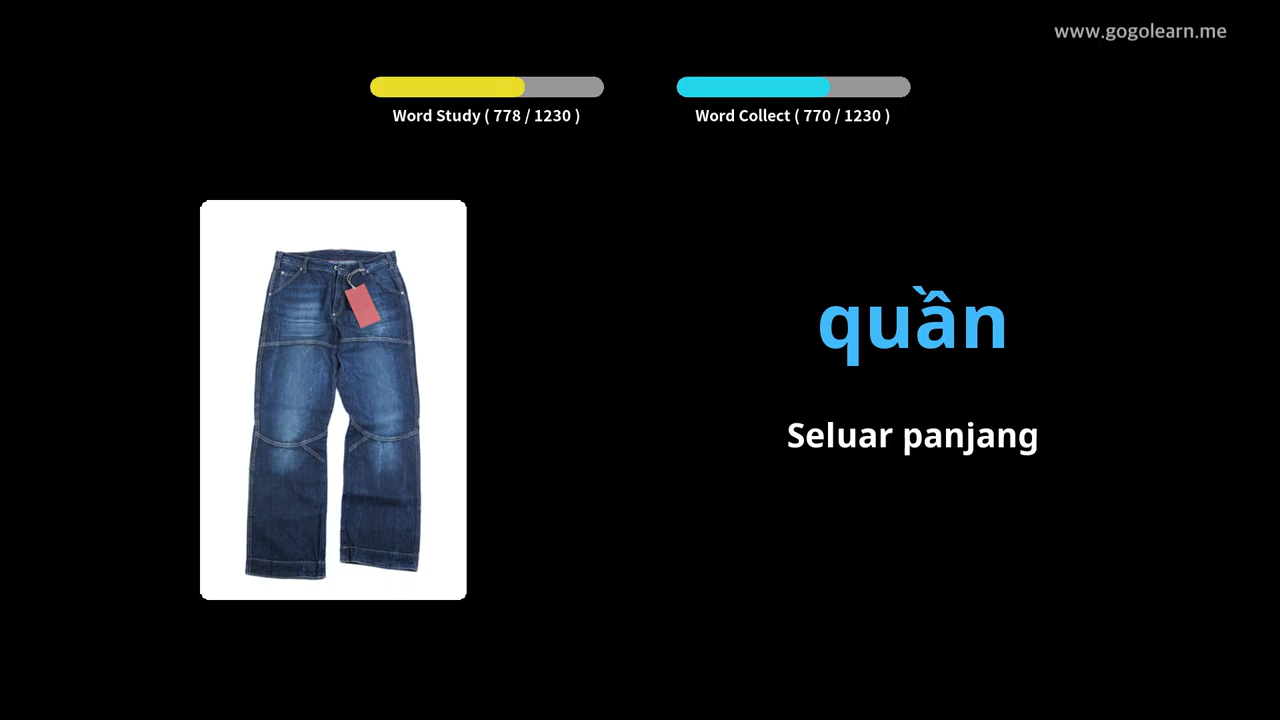 www.gogolearn.me
Word Study ( 778 / 1230 )
Word Collect ( 770 / 1230 )
quần
Seluar panjang